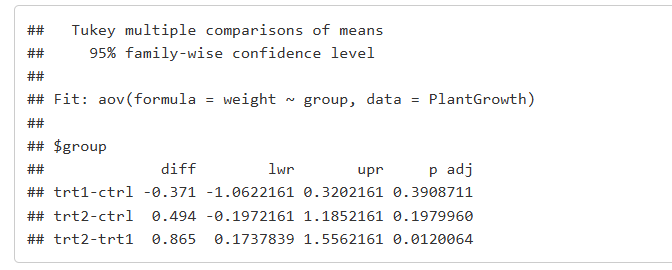 ##   Tukey multiple comparisons of means
##     95% family-wise confidence level
##
## Fit: aov(formula = weight ~ group, data = PlantGrowth)
##
## $group
##             diff        lwr       upr     p adj
## trt1-ctrl -0.371 -1.0622161 0.3202161 0.3908711
## trt2-ctrl  0.494 -0.1972161 1.1852161 0.1979960
## trt2-trt1  0.865  0.1737839 1.5562161 0.0120064